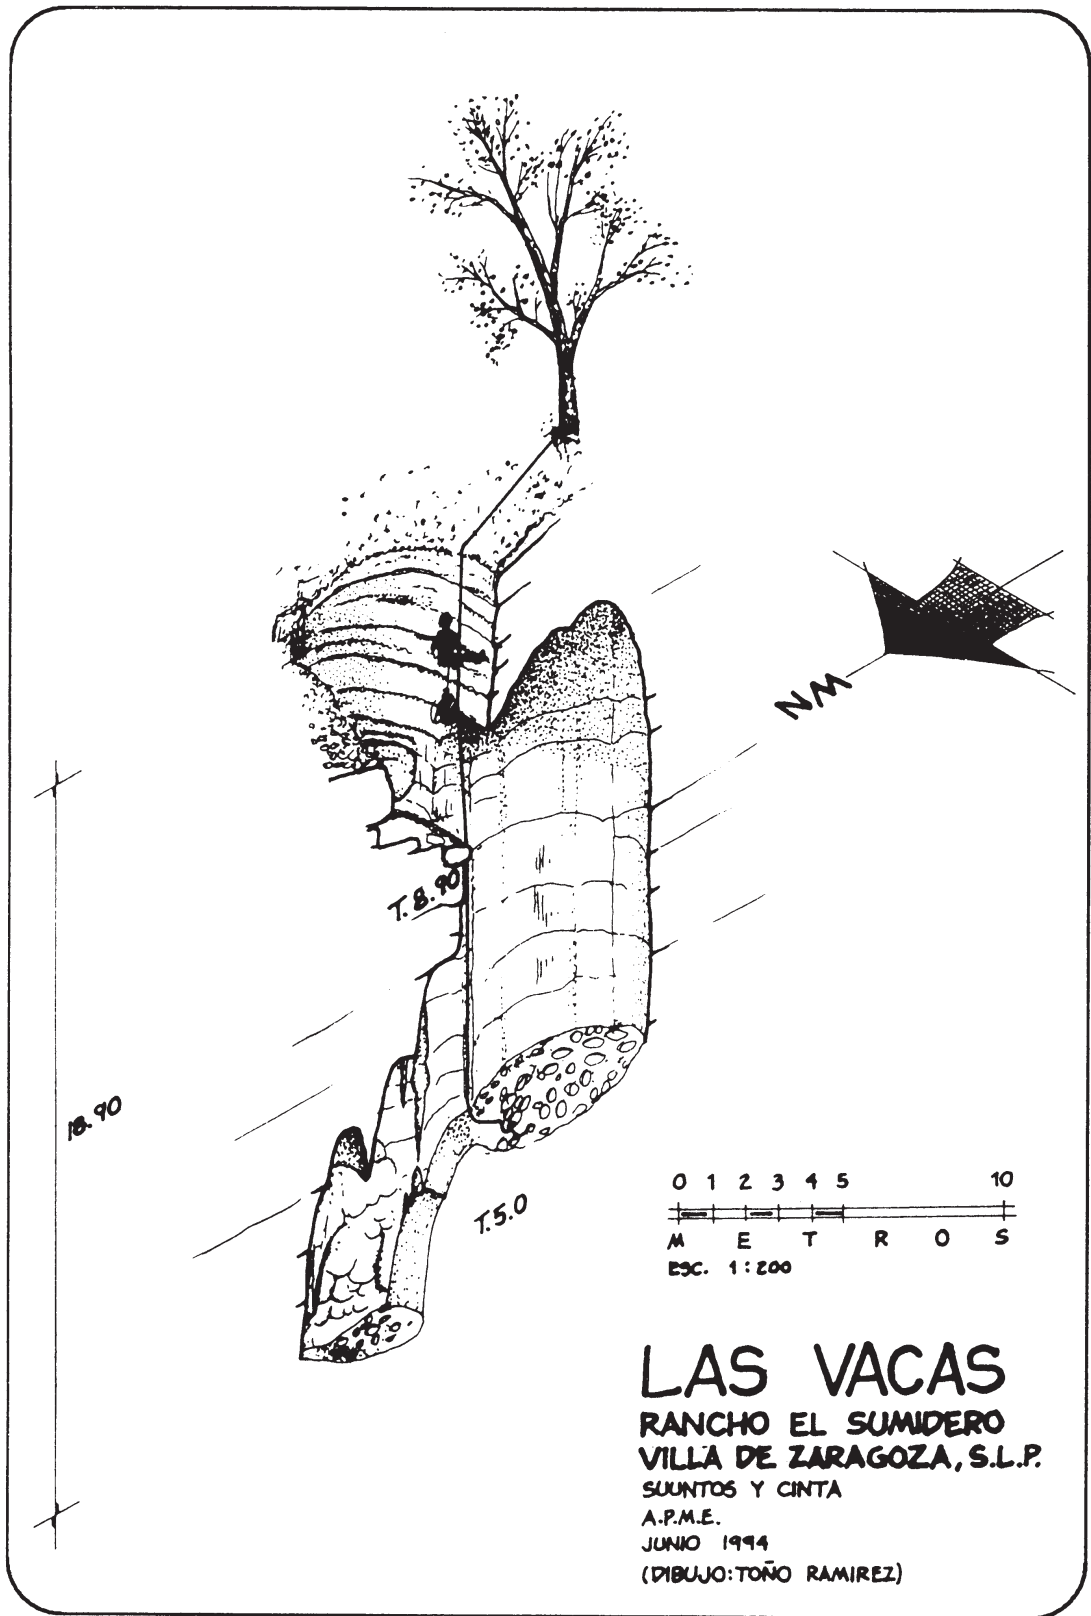 NM
T. 8.90
18.90
T. 5.0
0 1 2 3 4 5 10
M E T R O S
ESC. 1:200
LAS VACAS
RANCHO EL SUMIDERO
VILLA DE ZARAGOZA, S.L.P.
SUUNTOS Y CINTA
A.P.M.E.
JUNIO 1994
(DIBUJO: TOÑO RAMIREZ)